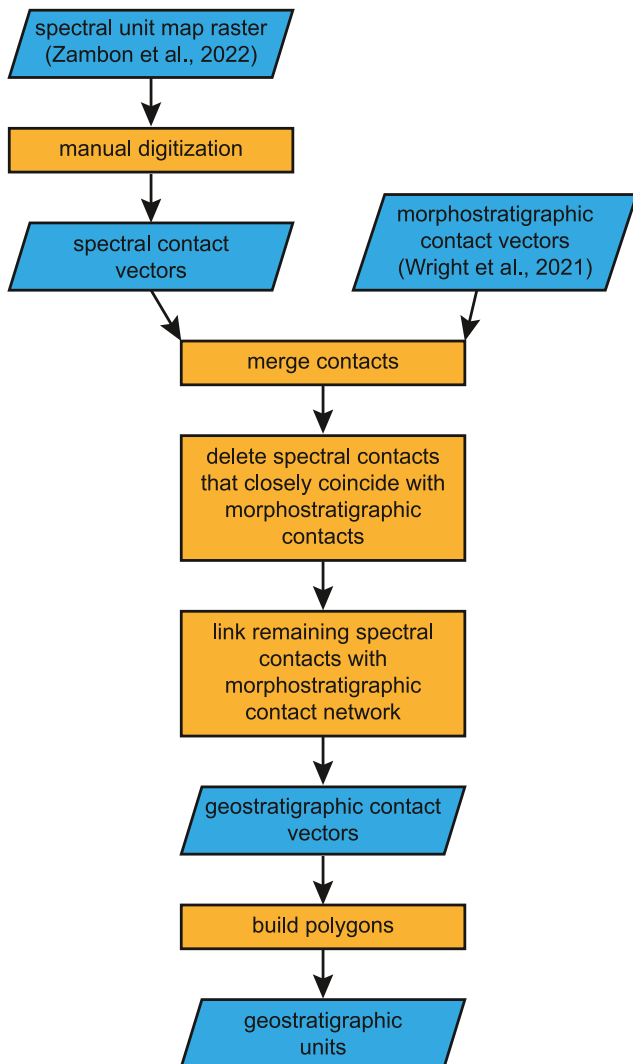 spectral unit map raster
(Zambon et al., 2022)
manual digitization
spectral contact
vectors
morphostratigraphic
contact vectors
(Wright et al., 2021)
merge contacts
delete spectral contacts
that closely coincide with
morphostratigraphic
contacts
link remaining spectral
contacts with
morphostratigraphic
contact network
geostratigraphic contact
vectors
build polygons
geostratigraphic
units